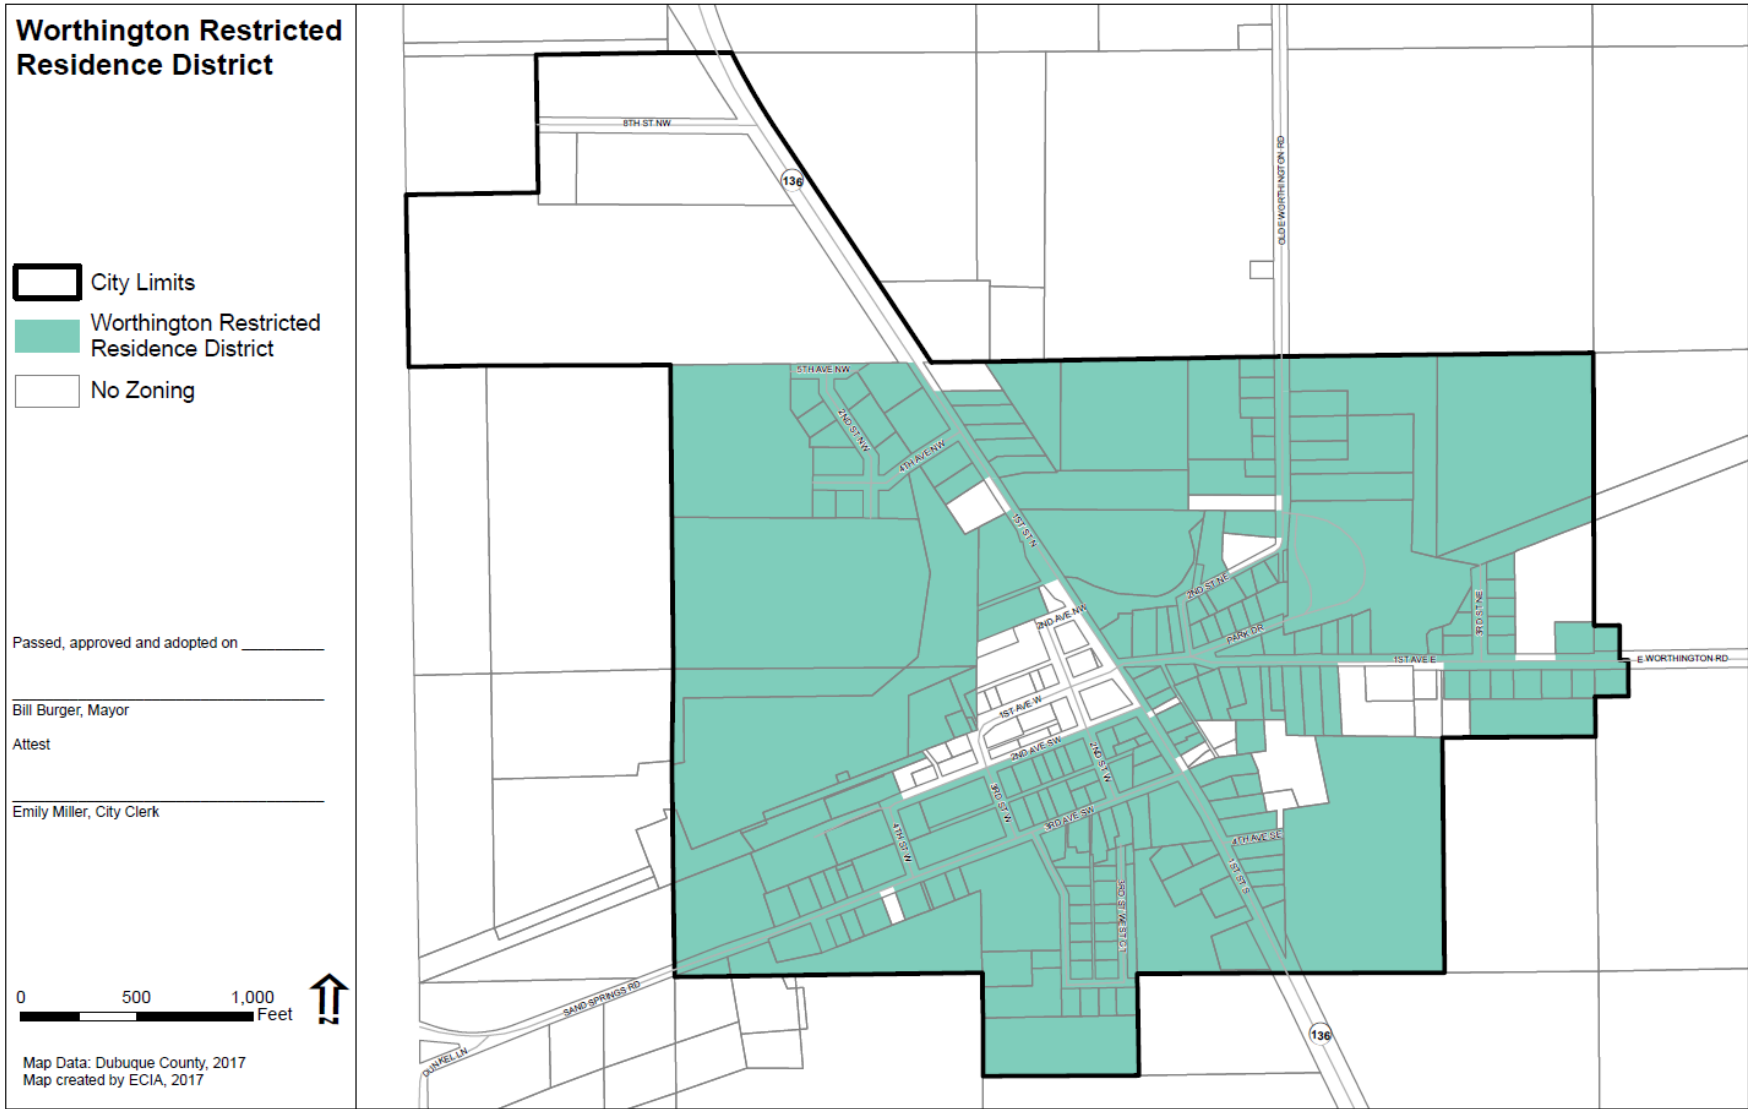 Worthington Restricted
Residence District
City Limits
Worthington Restricted
Residence District
No Zoning
Passed, approved and adopted on __________
Bill Burger, Mayor
Attest
Emily Miller, City Clerk
0 500 1,000
Feet
N
Map Data: Dubuque County, 2017
Map created by ECIA, 2017
8TH ST NW
136
OLDE WORTHINGTON RD
5TH AVE NW
2ND ST NW
4TH AVE NW
1ST ST N
2ND ST NE
2ND AVE NW
PARK DR
3RD ST NE
1ST AVE E
E WORTHINGTON RD
1ST AVE W
2ND AVE SW
2ND ST W
3RD ST W
3RD AVE SW
4TH ST W
4TH AVE SE
1ST ST S
3RD ST WEST CT
SAND SPRINGS RD
DUNKEL LN
136